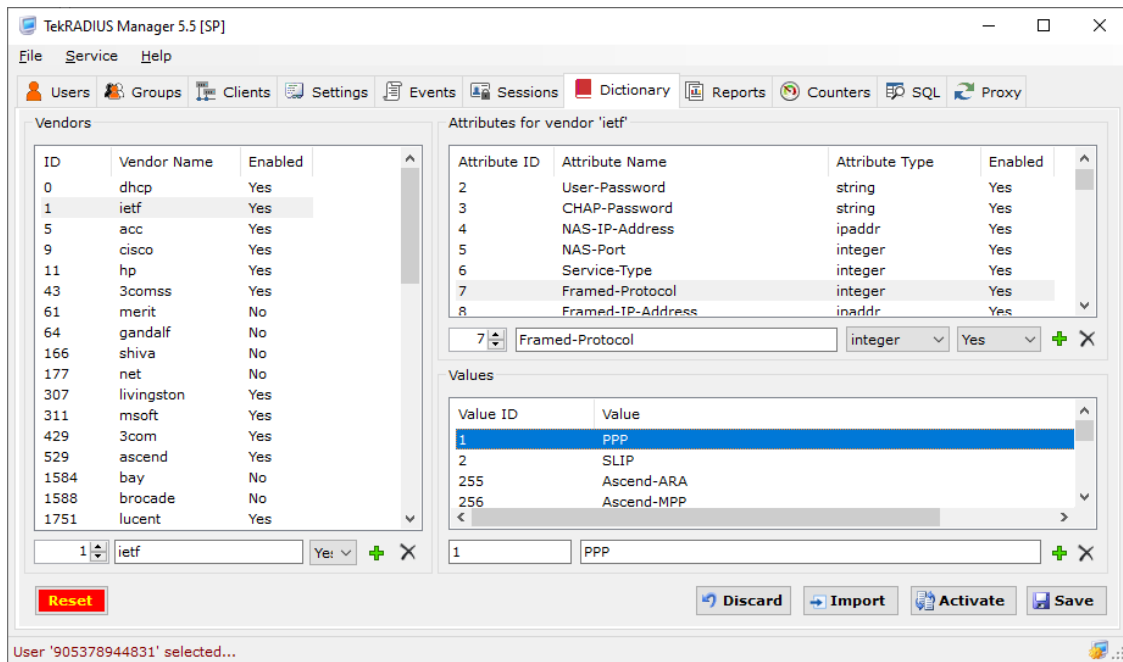 TekRADIUS Manager 5.5 [SP]
File Service Help
Users Groups Clients Settings Events Sessions Dictionary Reports Counters SQL Proxy
Vendors
ID Vendor Name Enabled
0 dhcp Yes
1 ietf Yes
5 acc Yes
9 cisco Yes
11 hp Yes
43 3comss Yes
61 merit No
64 gandalf No
166 shiva No
177 net No
307 livingston Yes
311 msoft Yes
429 3com Yes
529 ascend Yes
1584 bay No
1588 brocade No
1751 lucent Yes
1 ietf Yes
Attributes for vendor 'ietf'
Attribute ID Attribute Name Attribute Type Enabled
2 User-Password string Yes
3 CHAP-Password string Yes
4 NAS-IP-Address ipaddr Yes
5 NAS-Port integer Yes
6 Service-Type integer Yes
7 Framed-Protocol integer Yes
8 Framed-IP-Address ipaddr Yes
7 Framed-Protocol integer Yes
Values
Value ID Value
1 PPP
2 SLIP
255 Ascend-ARA
256 Ascend-MPP
1 PPP
Reset Discard Import Activate Save
User '905378944831' selected...